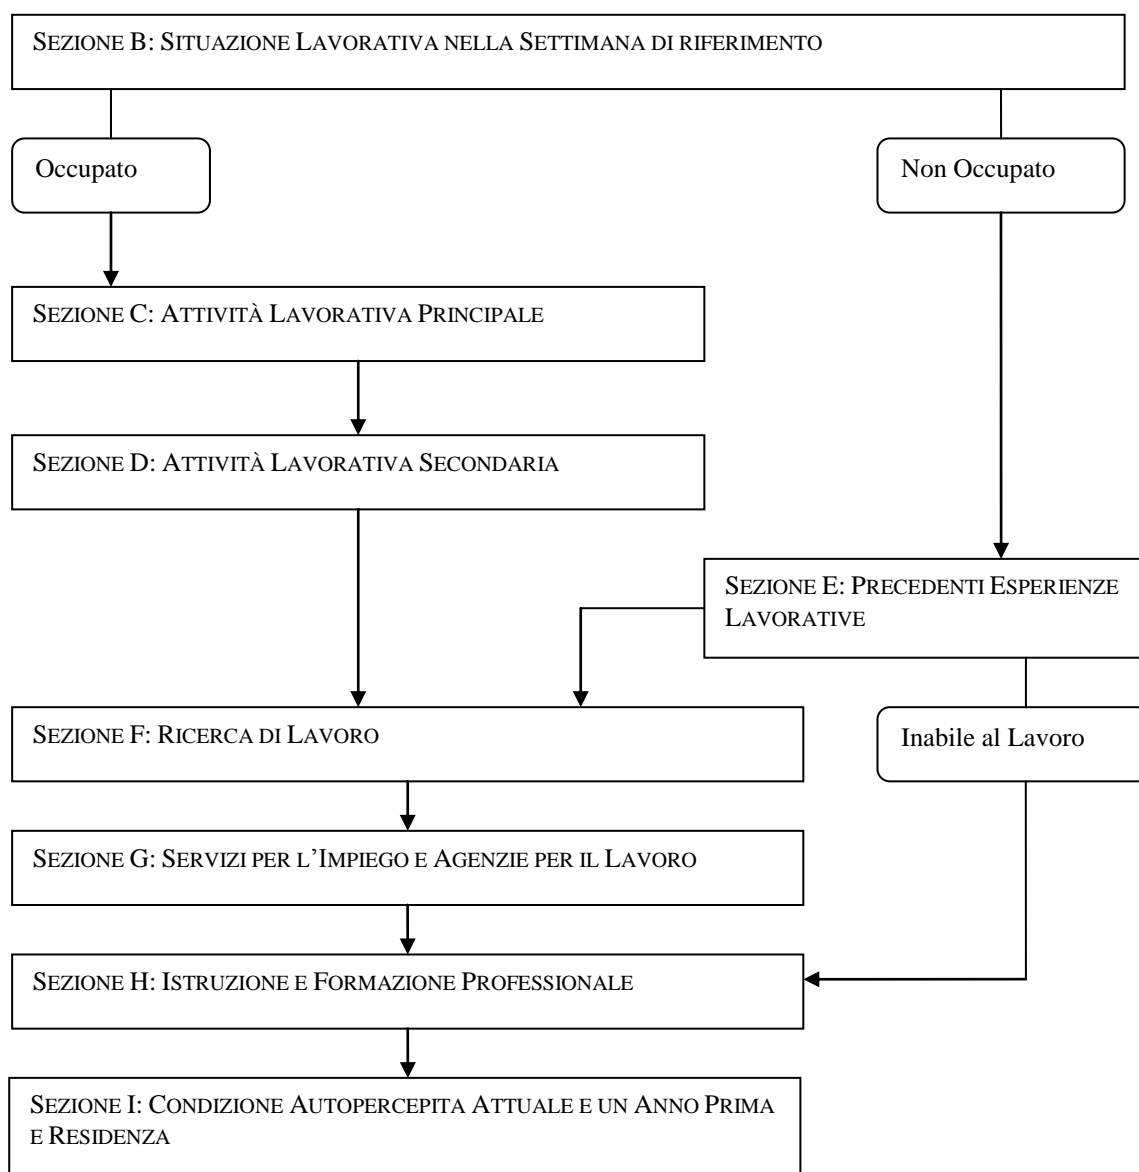 SEZIONE B: SITUAZIONE LAVORATIVA NELLA SETTIMANA DI RIFERIMENTO
Occupato
Non Occupato
SEZIONE C: ATTIVITÀ LAVORATIVA PRINCIPALE
SEZIONE D: ATTIVITÀ LAVORATIVA SECONDARIA
SEZIONE E: PRECEDENTI ESPERIENZE
LAVORATIVE
SEZIONE F: RICERCA DI LAVORO
Inabile al Lavoro
SEZIONE G: SERVIZI PER L’IMPIEGO E AGENZIE PER IL LAVORO
SEZIONE H: ISTRUZIONE E FORMAZIONE PROFESSIONALE
SEZIONE I: CONDIZIONE AUTOPERCEPITA ATTUALE E UN ANNO PRIMA
E RESIDENZA